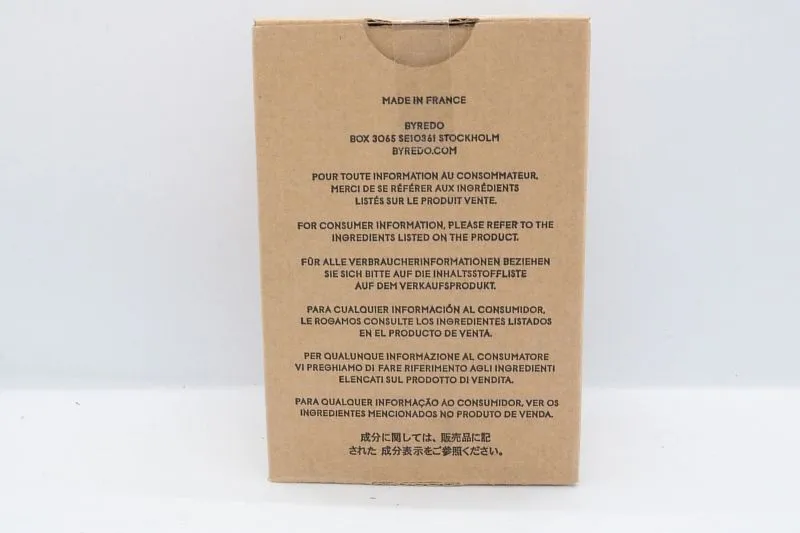 MADE IN FRANCE
BYREDO
BOX 3065 SE10361 STOCKHOLM
BYREDO.COM
POUR TOUTE INFORMATION AU CONSOMMATEUR,
MERCI DE SE RÉFÉRER AUX INGRÉDIENTS
LISTÉS SUR LE PRODUIT VENTE.
FOR CONSUMER INFORMATION, PLEASE REFER TO THE
INGREDIENTS LISTED ON THE PRODUCT.
FÜR ALLE VERBRAUCHERINFORMATIONEN BEZIEHEN
SIE SICH BITTE AUF DIE INHALTSSTOFFLISTE
AUF DEM VERKAUFSPRODUKT.
PARA CUALQUIER INFORMACIÓN AL CONSUMIDOR,
LE ROGAMOS CONSULTE LOS INGREDIENTES LISTADOS
EN EL PRODUCTO DE VENTA.
PER QUALUNQUE INFORMAZIONE AL CONSUMATORE
VI PREGHIAMO DI FARE RIFERIMENTO AGLI INGREDIENTI
ELENCATI SUL PRODOTTO DI VENDITA.
PARA QUALQUER INFORMAÇÃO AO CONSUMIDOR, VER OS
INGREDIENTES MENCIONADOS NO PRODUTO DE VENDA.
成分に関しては、販売品に記
された 成分表示をご参照ください。